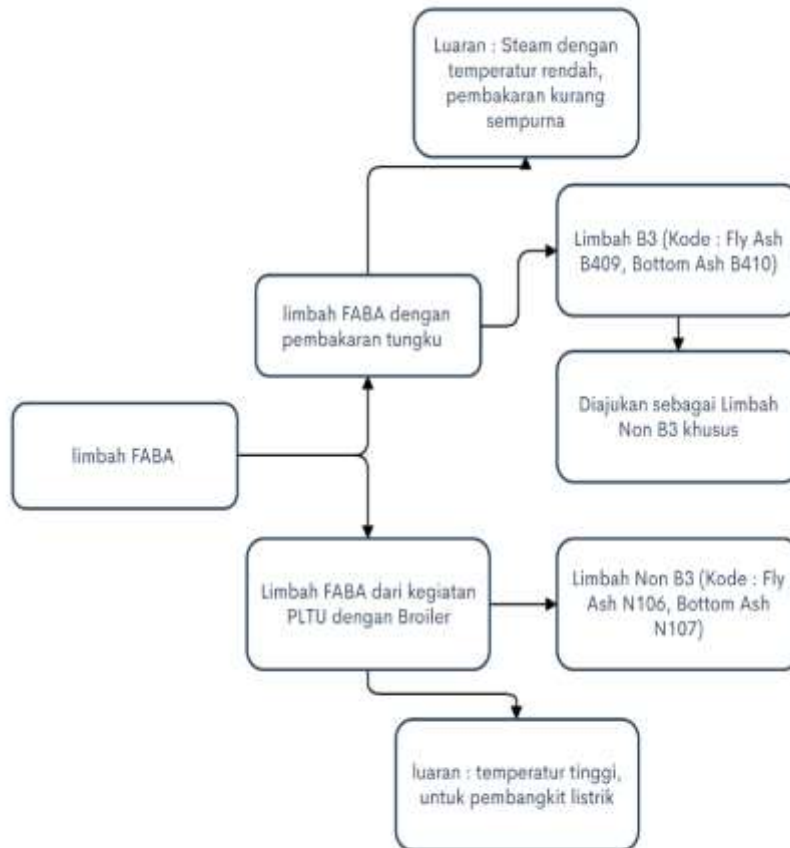 Luaran : Steam dengan
temperatur rendah,
pembakaran kurang
sempurna
Limbah B3 (Kode : Fly Ash
B409, Bottom Ash B410)
limbah FABA dengan
pembakaran tungku
Diajukan sebagai Limbah
Non B3 khusus
limbah FABA
Limbah FABA dari kegiatan
PLTU dengan Broiler
Limbah Non B3 (Kode : Fly
Ash N106, Bottom Ash
N107)
luaran : temperatur tinggi,
untuk pembangkit listrik